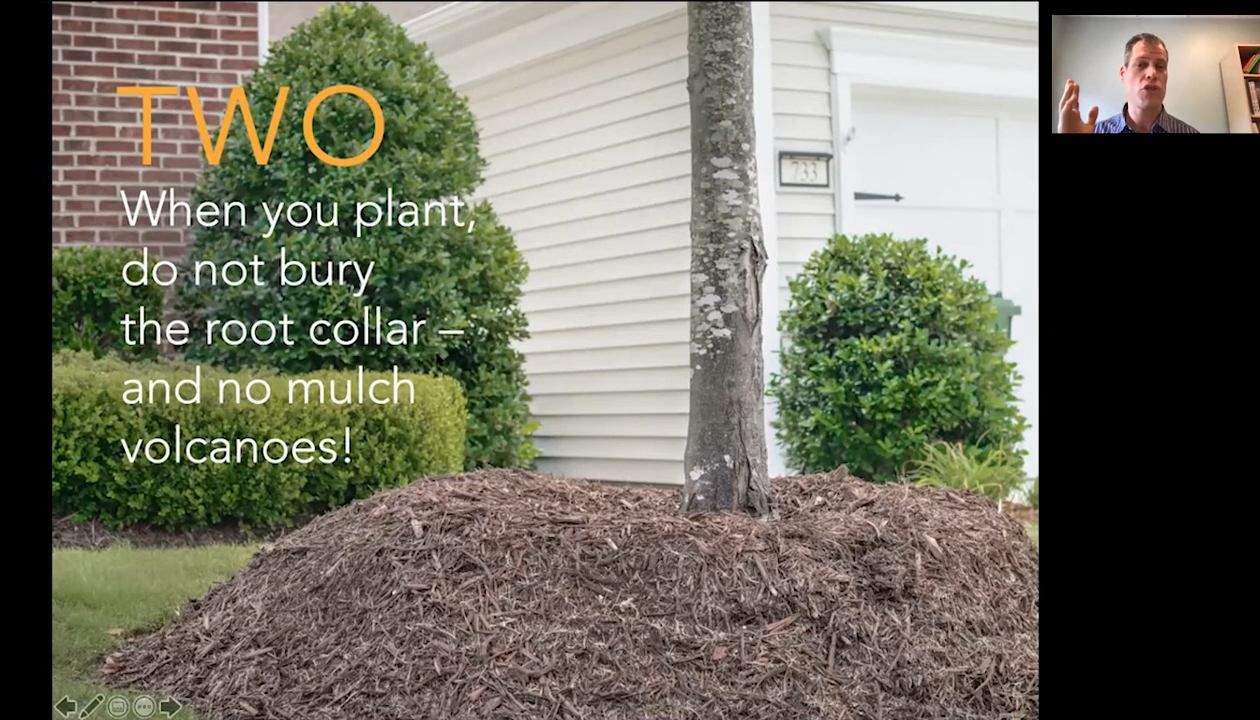 TWO
When you plant,
do not bury
the root collar –
and no mulch
volcanoes!
733